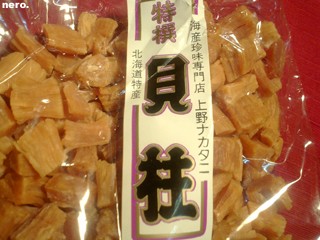 nero.
特撰
貝柱
北海道特産
海産珍味専門店
上野ナカタニ